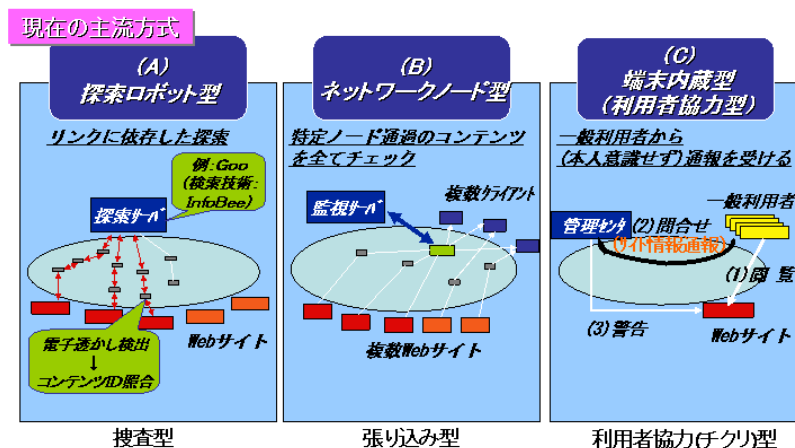 現在の主流方式
(A)
探索ロボット型
リンクに依存した探索
例:Goo
(検索技術:
InfoBee)
探索サーバ
電子透かし検出
↓
コンテンツID照合
Webサイト
捜査型
(B)
ネットワークノード型
特定ノード通過のコンテンツ
を全てチェック
複数クライアント
監視サーバ
複数Webサイト
張り込み型
(C)
端末内蔵型
(利用者協力型)
一般利用者から
(本人意識せず)通報を受ける
一般利用者
管理センタ
(2)問合せ
(サイト情報通報)
(1)閲 覧
(3)警告
Webサイト
利用者協力(チクリ)型